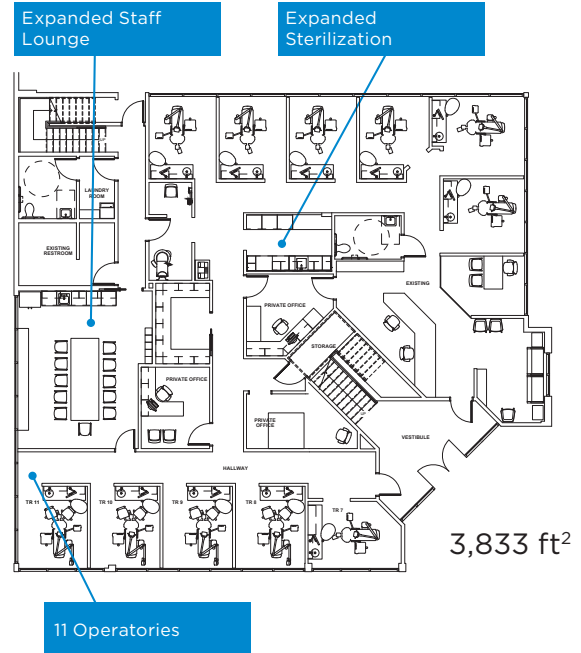 Expanded Staff
Lounge
Expanded
Sterilization
LAUNDRY
ROOM
EXISTING
RESTROOM
EXISTING
PRIVATE OFFICE
STORAGE
PRIVATE OFFICE
PRIVATE
OFFICE
VESTIBULE
HALLWAY
TR 11
TR 10
TR 9
TR 8
TR 7
3,833 ft²
11 Operatories